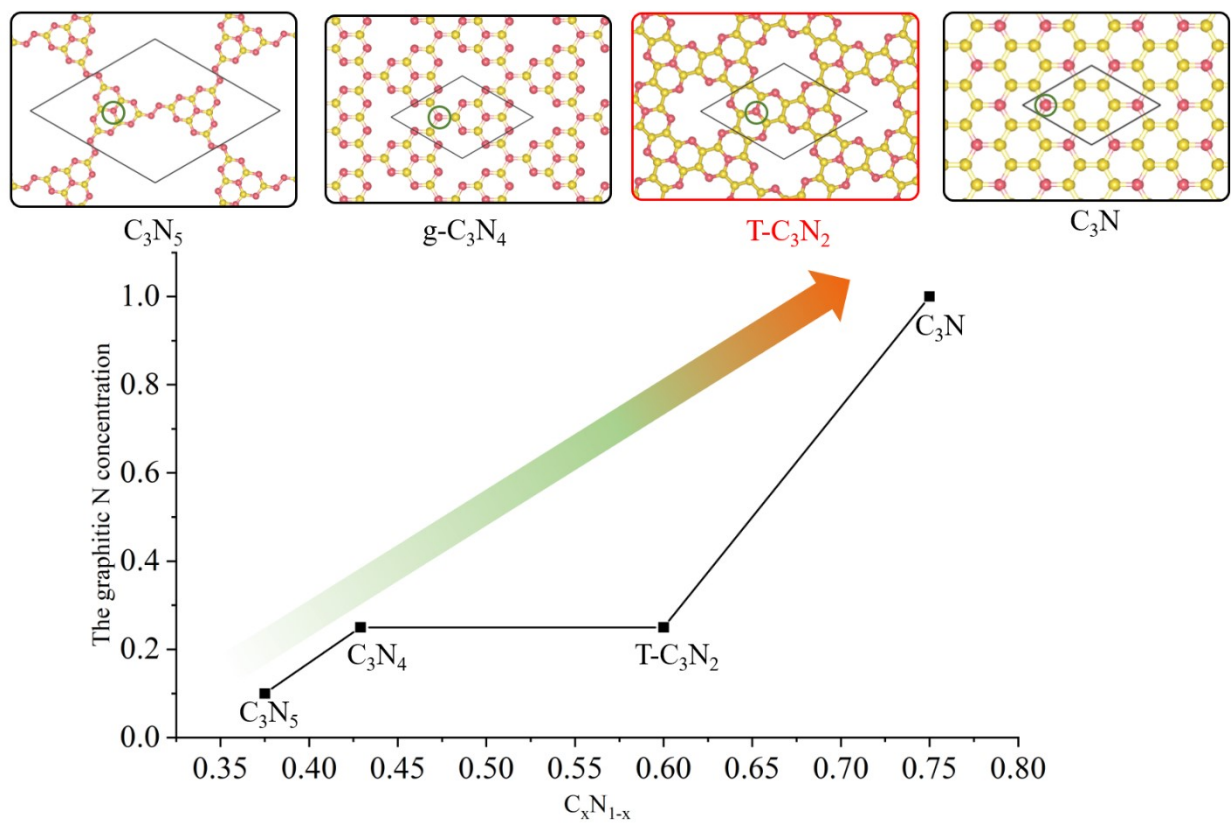 C₃N₅
g-C₃N₄
T-C₃N₂
C₃N
The graphitic N concentration
1.0
0.8
0.6
0.4
0.2
0.0
C₃N
C₃N₄
T-C₃N₂
C₃N₅
0.35 0.40 0.45 0.50 0.55 0.60 0.65 0.70 0.75 0.80
CₓN₁₋ₓ